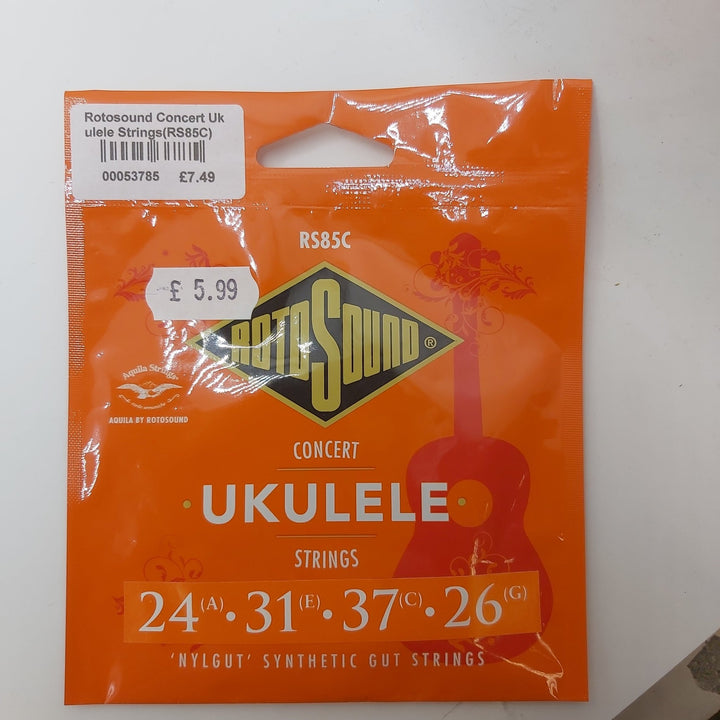 Rotosound Concert Uk
ulele Strings(RS85C)
00053785 £7.49
RS85C
£ 5.99
ROTOSOUND®
Aquila Strings
AQUILA BY ROTOSOUND
CONCERT
UKULELE
STRINGS
24(A) • 31(E) • 37(C) • 26(G)
'NYLGUT' SYNTHETIC GUT STRINGS